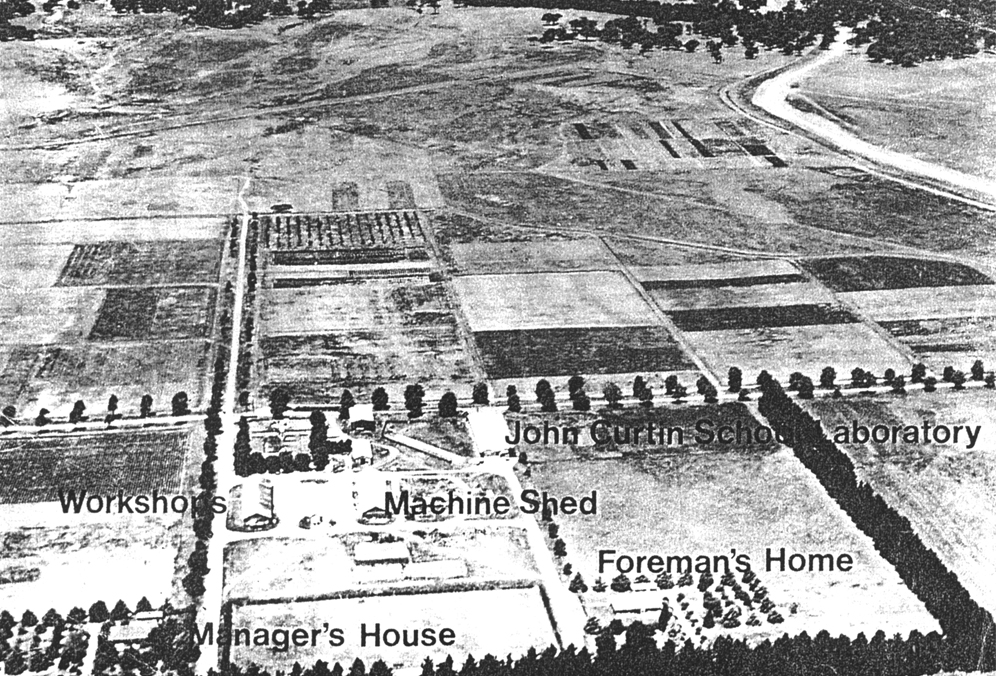 John Curtin School Laboratory
Workshops
Machine Shed
Foreman's Home
Manager's House